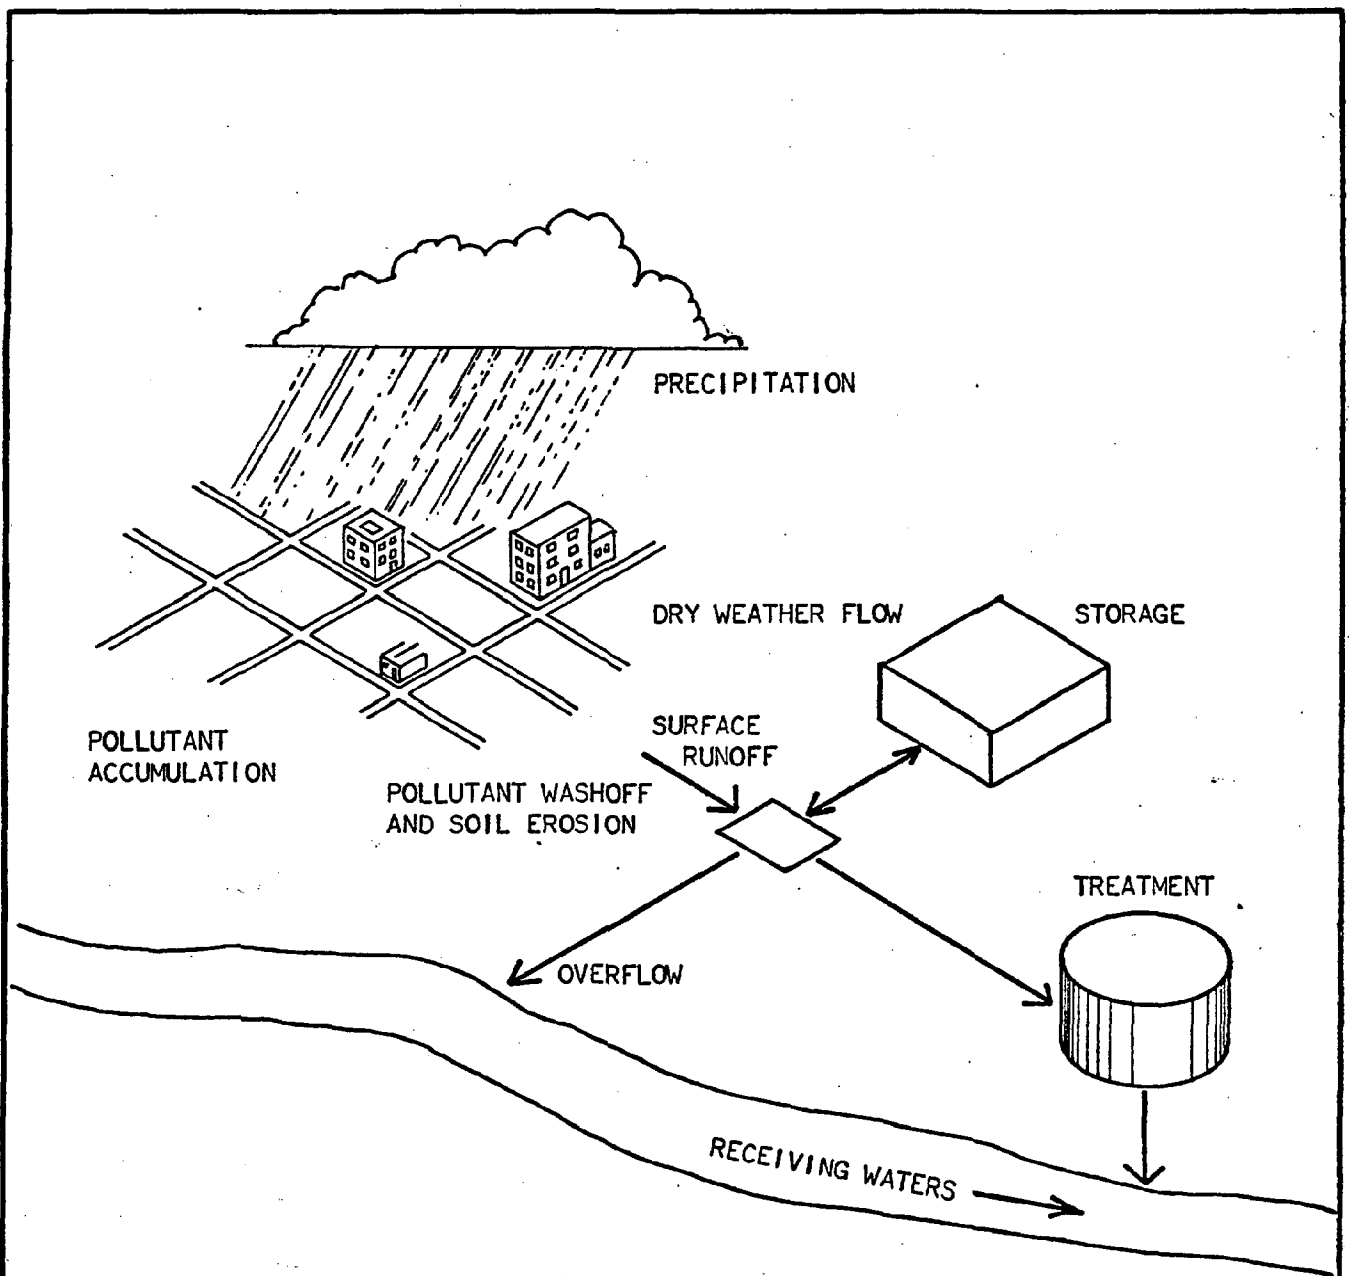 PRECIPITATION
DRY WEATHER FLOW
STORAGE
SURFACE
RUNOFF
POLLUTANT
ACCUMULATION
POLLUTANT WASHOFF
AND SOIL EROSION
TREATMENT
OVERFLOW
RECEIVING WATERS